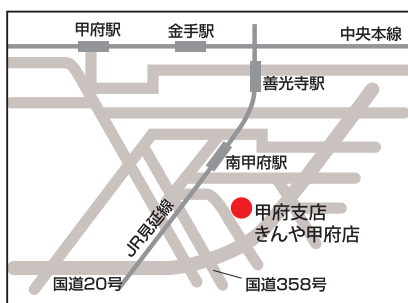 甲府駅
金手駅
中央本線
善光寺駅
南甲府駅
JR見延線
甲府支店
きんや甲府店
国道20号
国道358号